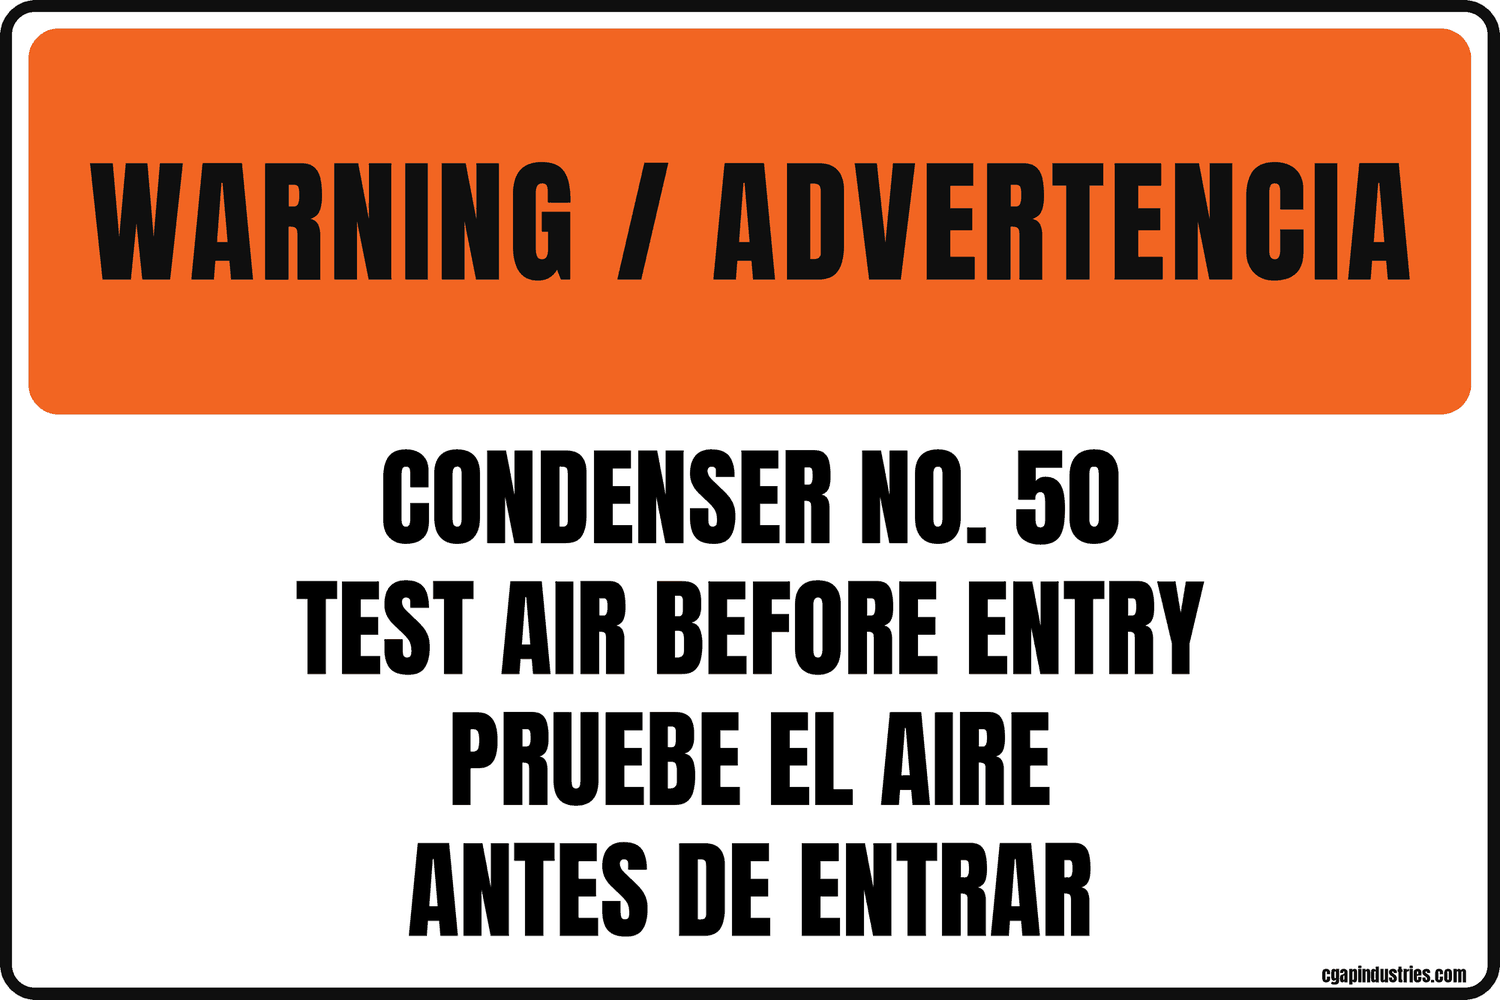 WARNING / ADVERTENCIA
CONDENSER NO. 50
TEST AIR BEFORE ENTRY
PRUEBE EL AIRE
ANTES DE ENTRAR
cgapindustries.com